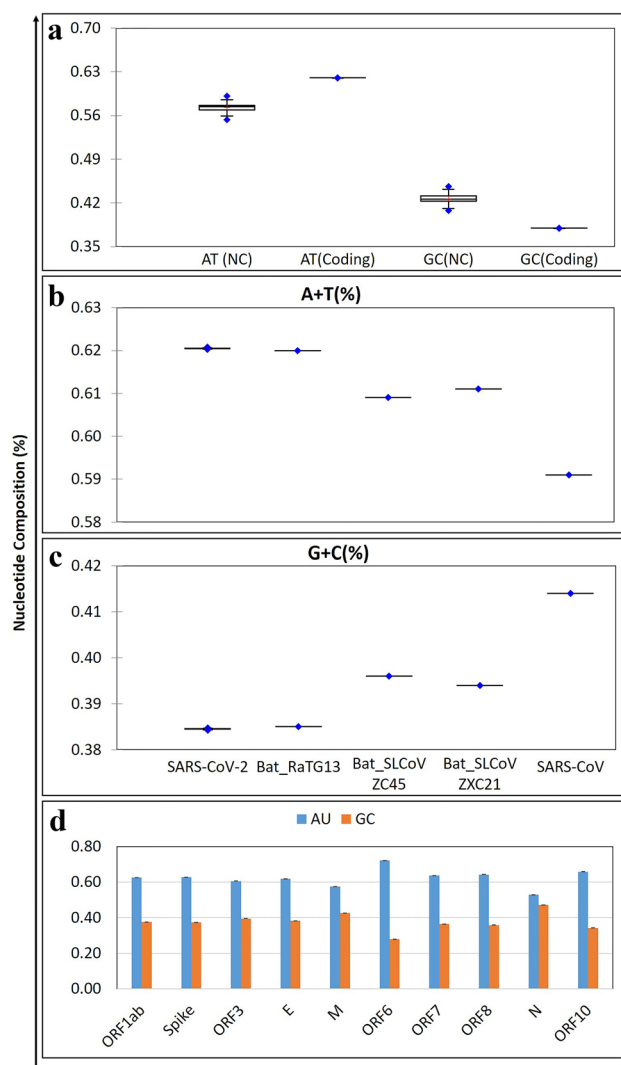 Nucleotide Composition (%)
a
0.70
0.63
0.56
0.49
0.42
0.35
AT (NC) AT(Coding) GC(NC) GC(Coding)
b
A+T(%)
0.63
0.62
0.61
0.60
0.59
0.58
c
G+C(%)
0.42
0.41
0.40
0.39
0.38
SARS-CoV-2 Bat_RaTG13 Bat_SLCoV Bat_SLCoV SARS-CoV
ZC45 ZXC21
d
AU GC
0.80
0.60
0.40
0.20
0.00
ORF1ab Spike ORF3 E M ORF6 ORF7 ORF8 N ORF10